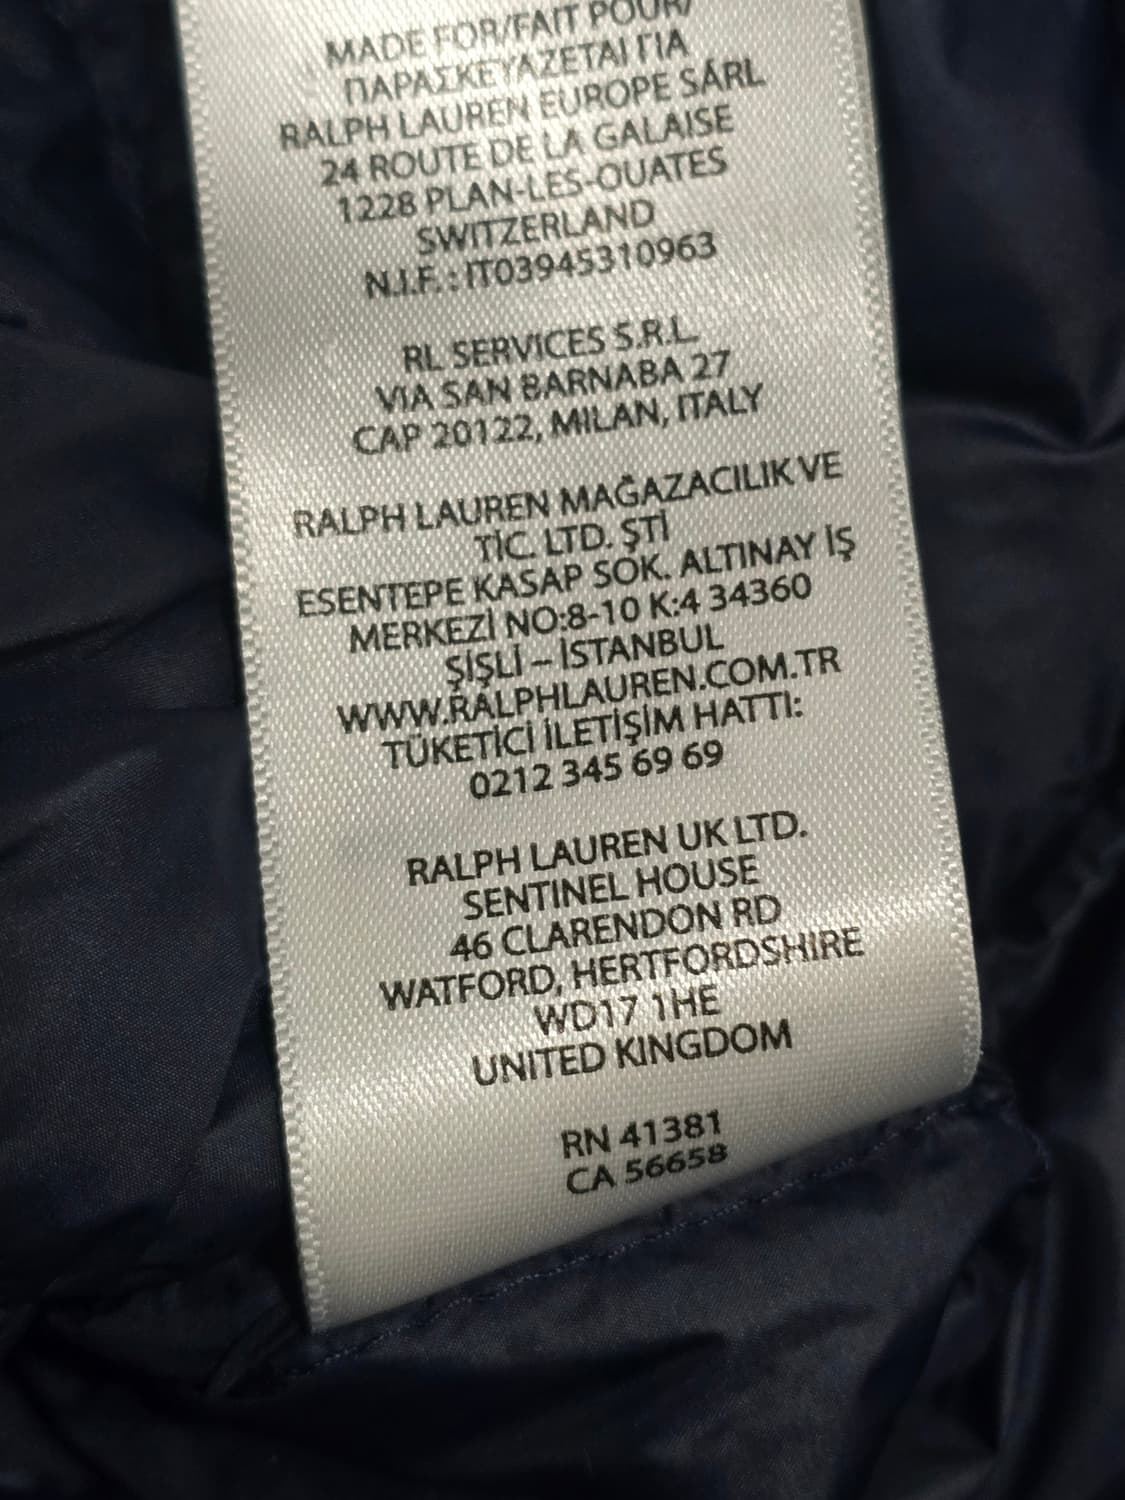 MADE FOR/FAIT POUR/
ΠΑΡΑΣΚΕΥΑΖΕΤΑΙ ΓΙΑ
RALPH LAUREN EUROPE SÁRL
24 ROUTE DE LA GALAISE
1228 PLAN-LES-OUATES
SWITZERLAND
N.I.F. : IT03945310963
RL SERVICES S.R.L.
VIA SAN BARNABA 27
CAP 20122, MILAN, ITALY
RALPH LAUREN MAĞAZACILIK VE
TİC. LTD. ŞTİ
ESENTEPE KASAP SOK. ALTINAY İŞ
MERKEZİ NO:8-10 K:4 34360
ŞİŞLİ – İSTANBUL
WWW.RALPHLAUREN.COM.TR
TÜKETİCİ İLETİŞİM HATTI:
0212 345 69 69
RALPH LAUREN UK LTD.
SENTINEL HOUSE
46 CLARENDON RD
WATFORD, HERTFORDSHIRE
WD17 1HE
UNITED KINGDOM
RN 41381
CA 56658